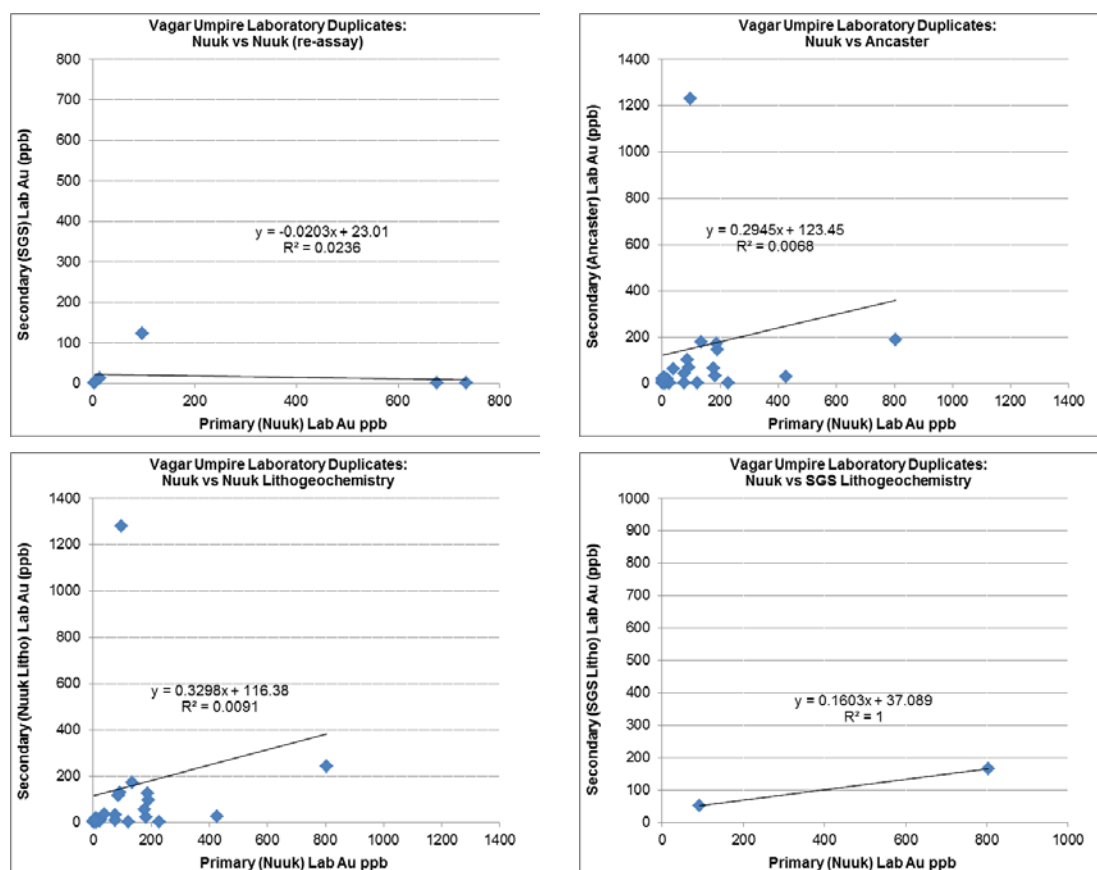 Vagar Umpire Laboratory Duplicates:
Nuuk vs Nuuk (re-assay)
800
700
600
500
400
300
200
100
0
0
200
400
600
800
Secondary (SGS) Lab Au (ppb)
Primary (Nuuk) Lab Au ppb
y = -0.0203x + 23.01
R² = 0.0236
Vagar Umpire Laboratory Duplicates:
Nuuk vs Ancaster
1400
1200
1000
800
600
400
200
0
0
200
400
600
800
1000
1200
1400
Secondary (Ancaster) Lab Au (ppb)
Primary (Nuuk) Lab Au ppb
y = 0.2945x + 123.45
R² = 0.0068
Vagar Umpire Laboratory Duplicates:
Nuuk vs Nuuk Lithogeochemistry
1400
1200
1000
800
600
400
200
0
0
200
400
600
800
1000
1200
1400
Secondary (Nuuk Litho) Lab Au (ppb)
Primary (Nuuk) Lab Au ppb
y = 0.3298x + 116.38
R² = 0.0091
Vagar Umpire Laboratory Duplicates:
Nuuk vs SGS Lithogeochemistry
1000
900
800
700
600
500
400
300
200
100
0
0
200
400
600
800
1000
Secondary (SGS Litho) Lab Au (ppb)
Primary (Nuuk) Lab Au ppb
y = 0.1603x + 37.089
R² = 1